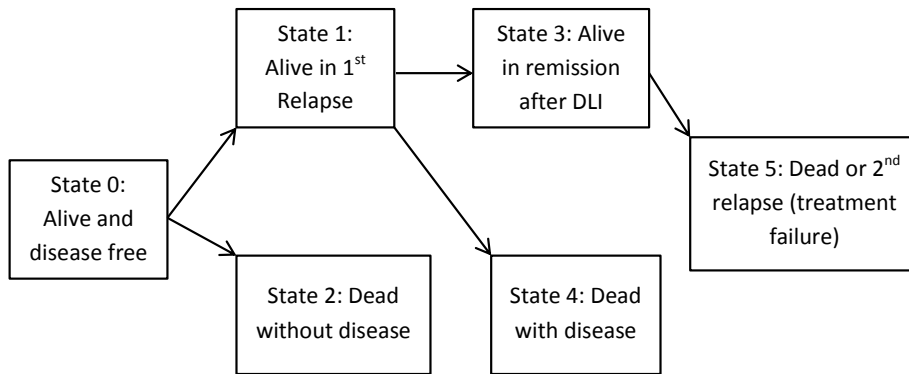 State 1:
Alive in 1st
Relapse
State 3: Alive
in remission
after DLI
State 0:
Alive and
disease free
State 5: Dead or 2nd
relapse (treatment
failure)
State 2: Dead
without disease
State 4: Dead
with disease